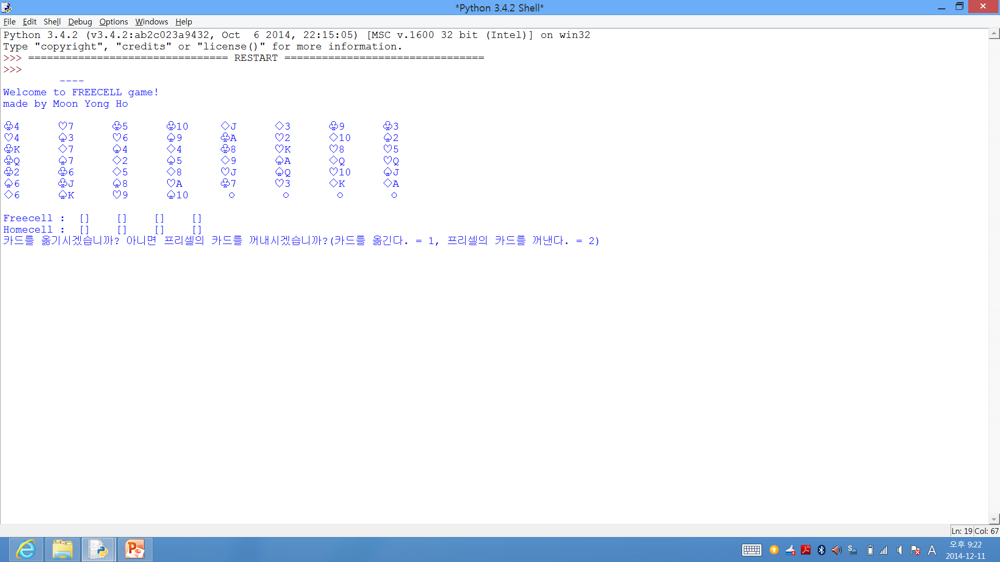 *Python 3.4.2 Shell*
File Edit Shell Debug Options Windows Help
Python 3.4.2 (v3.4.2:ab2c023a9432, Oct  6 2014, 22:15:05) [MSC v.1600 32 bit (Intel)] on win32
Type "copyright", "credits" or "license()" for more information.
>>> ================================ RESTART ================================
>>>
----
Welcome to FREECELL game!
made by Moon Yong Ho
♧4 ♡7 ♧5 ♧10 ◇J ◇3 ♧9 ♧3
♡4 ♤3 ♡6 ♤9 ♧A ♡2 ◇10 ♤2
♧K ◇7 ♤4 ◇4 ♧8 ♡K ♡8 ♡5
♧Q ♤7 ◇2 ♤5 ◇9 ♤A ◇Q ♡Q
♧2 ♧6 ◇5 ◇8 ♡J ♤Q ♡10 ♤J
♤6 ♧J ♤8 ♡A ♧7 ♡3 ◇K ◇A
◇6 ♤K ♡9 ♤10 ○ ○ ○ ○
Freecell : [] [] [] []
Homecell : [] [] [] []
카드를 옮기시겠습니까? 아니면 프리셀의 카드를 꺼내시겠습니까?(카드를 옮긴다. = 1, 프리셀의 카드를 꺼낸다. = 2)
Ln: 19 Col: 67
A
오후 9:22
2014-12-11